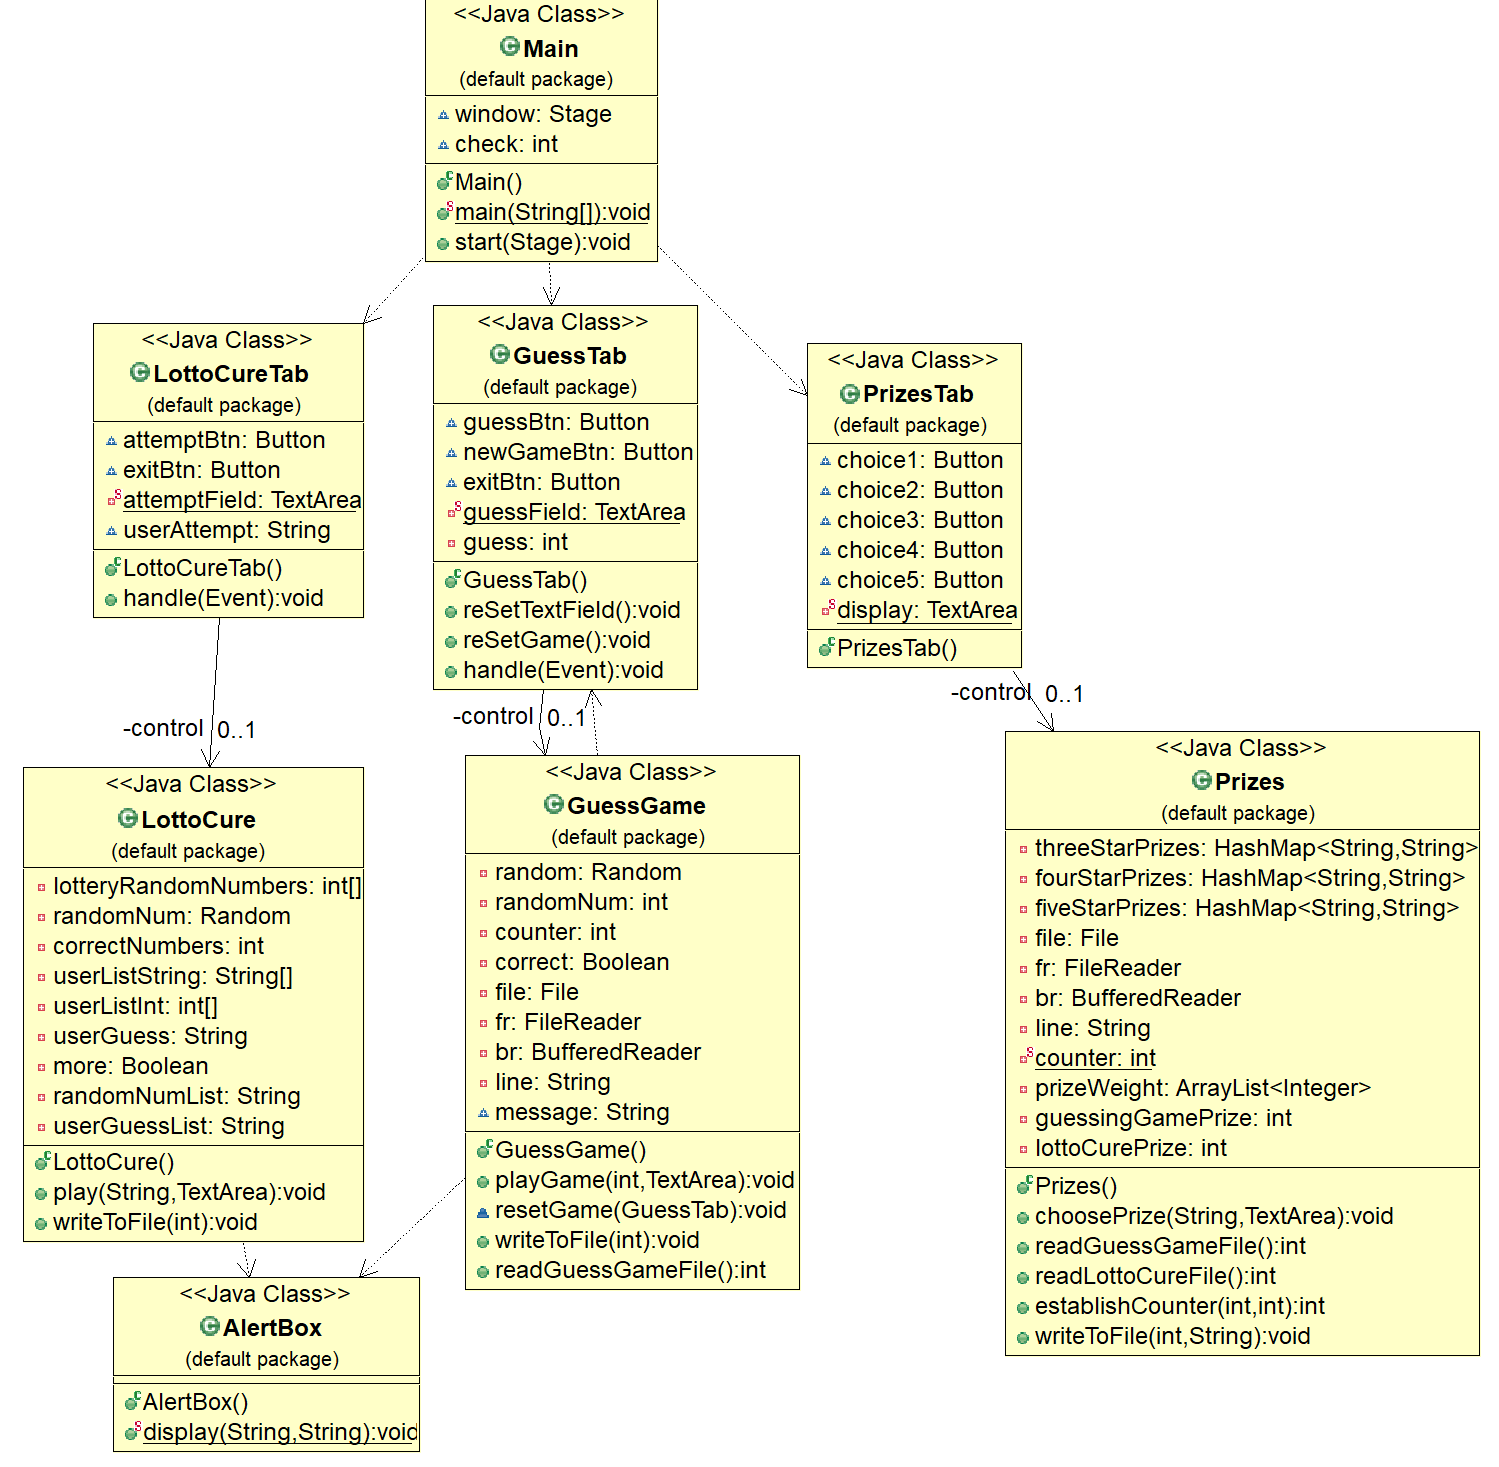 <<Java Class>>
Main
(default package)
window: Stage
check: int
Main()
main(String[]):void
start(Stage):void
<<Java Class>>
LottoCureTab
(default package)
attemptBtn: Button
exitBtn: Button
attemptField: TextArea
userAttempt: String
LottoCureTab()
handle(Event):void
<<Java Class>>
GuessTab
(default package)
guessBtn: Button
newGameBtn: Button
exitBtn: Button
guessField: TextArea
guess: int
GuessTab()
reSetTextField():void
reSetGame():void
handle(Event):void
<<Java Class>>
PrizesTab
(default package)
choice1: Button
choice2: Button
choice3: Button
choice4: Button
choice5: Button
display: TextArea
PrizesTab()
-control 0..1
-control 0..1
-control 0..1
<<Java Class>>
LottoCure
(default package)
lotteryRandomNumbers: int[]
randomNum: Random
correctNumbers: int
userListString: String[]
userListInt: int[]
userGuess: String
more: Boolean
randomNumList: String
userGuessList: String
LottoCure()
play(String,TextArea):void
writeToFile(int):void
<<Java Class>>
GuessGame
(default package)
random: Random
randomNum: int
counter: int
correct: Boolean
file: File
fr: FileReader
br: BufferedReader
line: String
message: String
GuessGame()
playGame(int,TextArea):void
resetGame(GuessTab):void
writeToFile(int):void
readGuessGameFile():int
<<Java Class>>
Prizes
(default package)
threeStarPrizes: HashMap<String,String>
fourStarPrizes: HashMap<String,String>
fiveStarPrizes: HashMap<String,String>
file: File
fr: FileReader
br: BufferedReader
line: String
counter: int
prizeWeight: ArrayList<Integer>
guessingGamePrize: int
lottoCurePrize: int
Prizes()
choosePrize(String,TextArea):void
readGuessGameFile():int
readLottoCureFile():int
establishCounter(int,int):int
writeToFile(int,String):void
<<Java Class>>
AlertBox
(default package)
AlertBox()
display(String,String):void